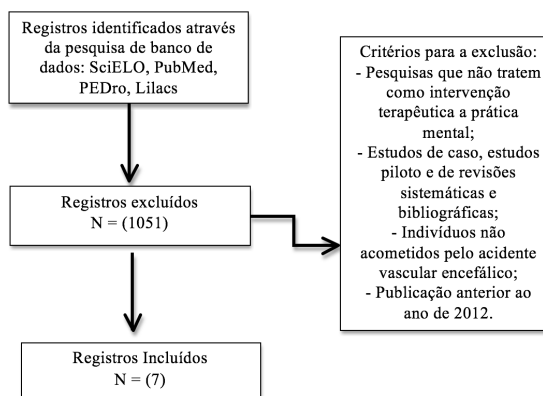 Registros identificados através
da pesquisa de banco de
dados: SciELO, PubMed,
PEDro, Lilacs
Registros excluídos
N = (1051)
Registros Incluídos
N = (7)
Critérios para a exclusão:
- Pesquisas que não tratem
como intervenção
terapêutica a prática
mental;
- Estudos de caso, estudos
piloto e de revisões
sistemáticas e
bibliográficas;
- Indivíduos não
acometidos pelo acidente
vascular encefálico;
- Publicação anterior ao
ano de 2012.